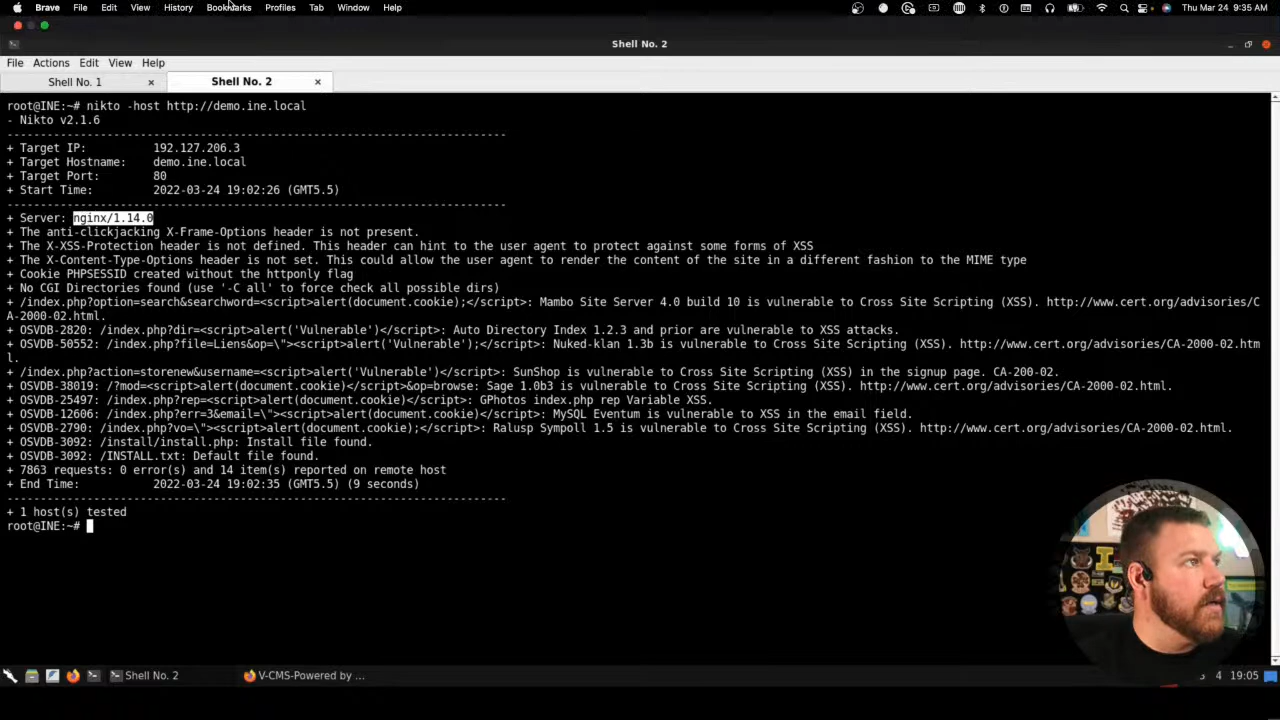 Brave File Edit View History Bookmarks Profiles Tab Window Help Thu Mar 24 9:35 AM
Shell No. 2
File Actions Edit View Help
Shell No. 1 × Shell No. 2 ×
root@INE:~# nikto -host http://demo.ine.local
- Nikto v2.1.6
---------------------------------------------------------------------------
+ Target IP: 192.127.206.3
+ Target Hostname: demo.ine.local
+ Target Port: 80
+ Start Time: 2022-03-24 19:02:26 (GMT5.5)
---------------------------------------------------------------------------
+ Server: nginx/1.14.0
+ The anti-clickjacking X-Frame-Options header is not present.
+ The X-XSS-Protection header is not defined. This header can hint to the user agent to protect against some forms of XSS
+ The X-Content-Type-Options header is not set. This could allow the user agent to render the content of the site in a different fashion to the MIME type
+ Cookie PHPSESSID created without the httponly flag
+ No CGI Directories found (use '-C all' to force check all possible dirs)
+ /index.php?option=search&searchword=<script>alert(document.cookie);</script>: Mambo Site Server 4.0 build 10 is vulnerable to Cross Site Scripting (XSS). http://www.cert.org/advisories/C
A-2000-02.html.
+ OSVDB-2820: /index.php?dir=<script>alert('Vulnerable')</script>: Auto Directory Index 1.2.3 and prior are vulnerable to XSS attacks.
+ OSVDB-50552: /index.php?file=Liens&op=\"><script>alert('Vulnerable');</script>: Nuked-klan 1.3b is vulnerable to Cross Site Scripting (XSS). http://www.cert.org/advisories/CA-2000-02.htm
l.
+ /index.php?action=storenew&username=<script>alert('Vulnerable')</script>: SunShop is vulnerable to Cross Site Scripting (XSS) in the signup page. CA-200-02.
+ OSVDB-38019: /?mod=<script>alert(document.cookie)</script>&op=browse: Sage 1.0b3 is vulnerable to Cross Site Scripting (XSS). http://www.cert.org/advisories/CA-2000-02.html.
+ OSVDB-25497: /index.php?rep=<script>alert(document.cookie)</script>: GPhotos index.php rep Variable XSS.
+ OSVDB-12606: /index.php?err=3&email=\"><script>alert(document.cookie)</script>: MySQL Eventum is vulnerable to XSS in the email field.
+ OSVDB-2790: /index.php?vo=\"><script>alert(document.cookie);</script>: Ralusp Sympoll 1.5 is vulnerable to Cross Site Scripting (XSS). http://www.cert.org/advisories/CA-2000-02.html.
+ OSVDB-3092: /install/install.php: Install file found.
+ OSVDB-3092: /INSTALL.txt: Default file found.
+ 7863 requests: 0 error(s) and 14 item(s) reported on remote host
+ End Time: 2022-03-24 19:02:35 (GMT5.5) (9 seconds)
---------------------------------------------------------------------------
+ 1 host(s) tested
root@INE:~#
Shell No. 2 V-CMS-Powered by ... 4 19:05